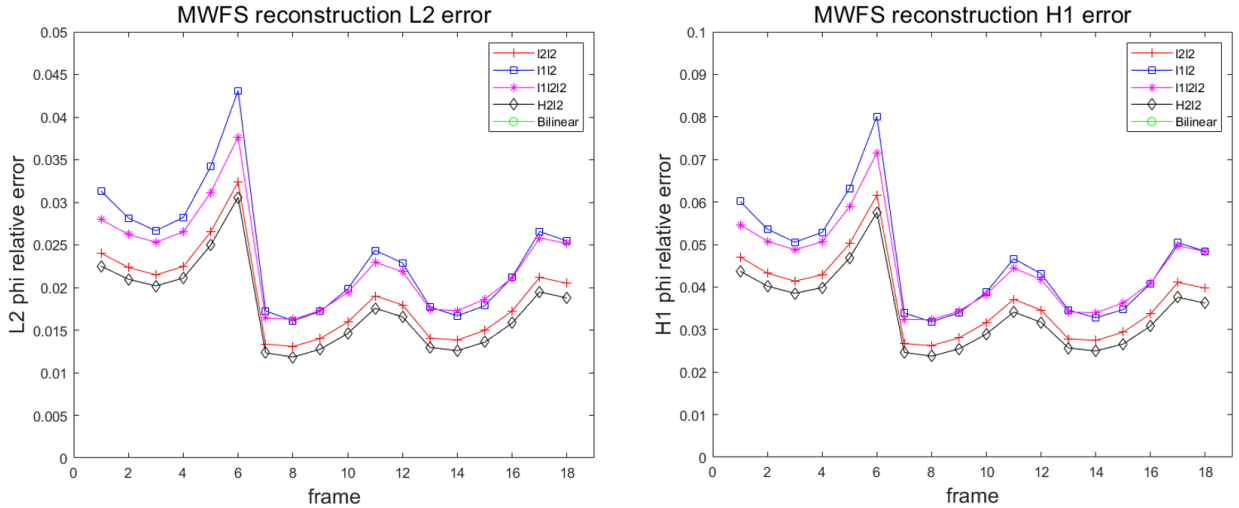 MWFS reconstruction L2 error
0.05
0.045
0.04
0.035
0.03
0.025
0.02
0.015
0.01
0.005
0
L2 phi relative error
0 2 4 6 8 10 12 14 16 18
frame
l2l2
l1l2
l1l2l2
H2l2
Bilinear
MWFS reconstruction H1 error
0.1
0.09
0.08
0.07
0.06
0.05
0.04
0.03
0.02
0.01
0
H1 phi relative error
0 2 4 6 8 10 12 14 16 18
frame
l2l2
l1l2
l1l2l2
H2l2
Bilinear